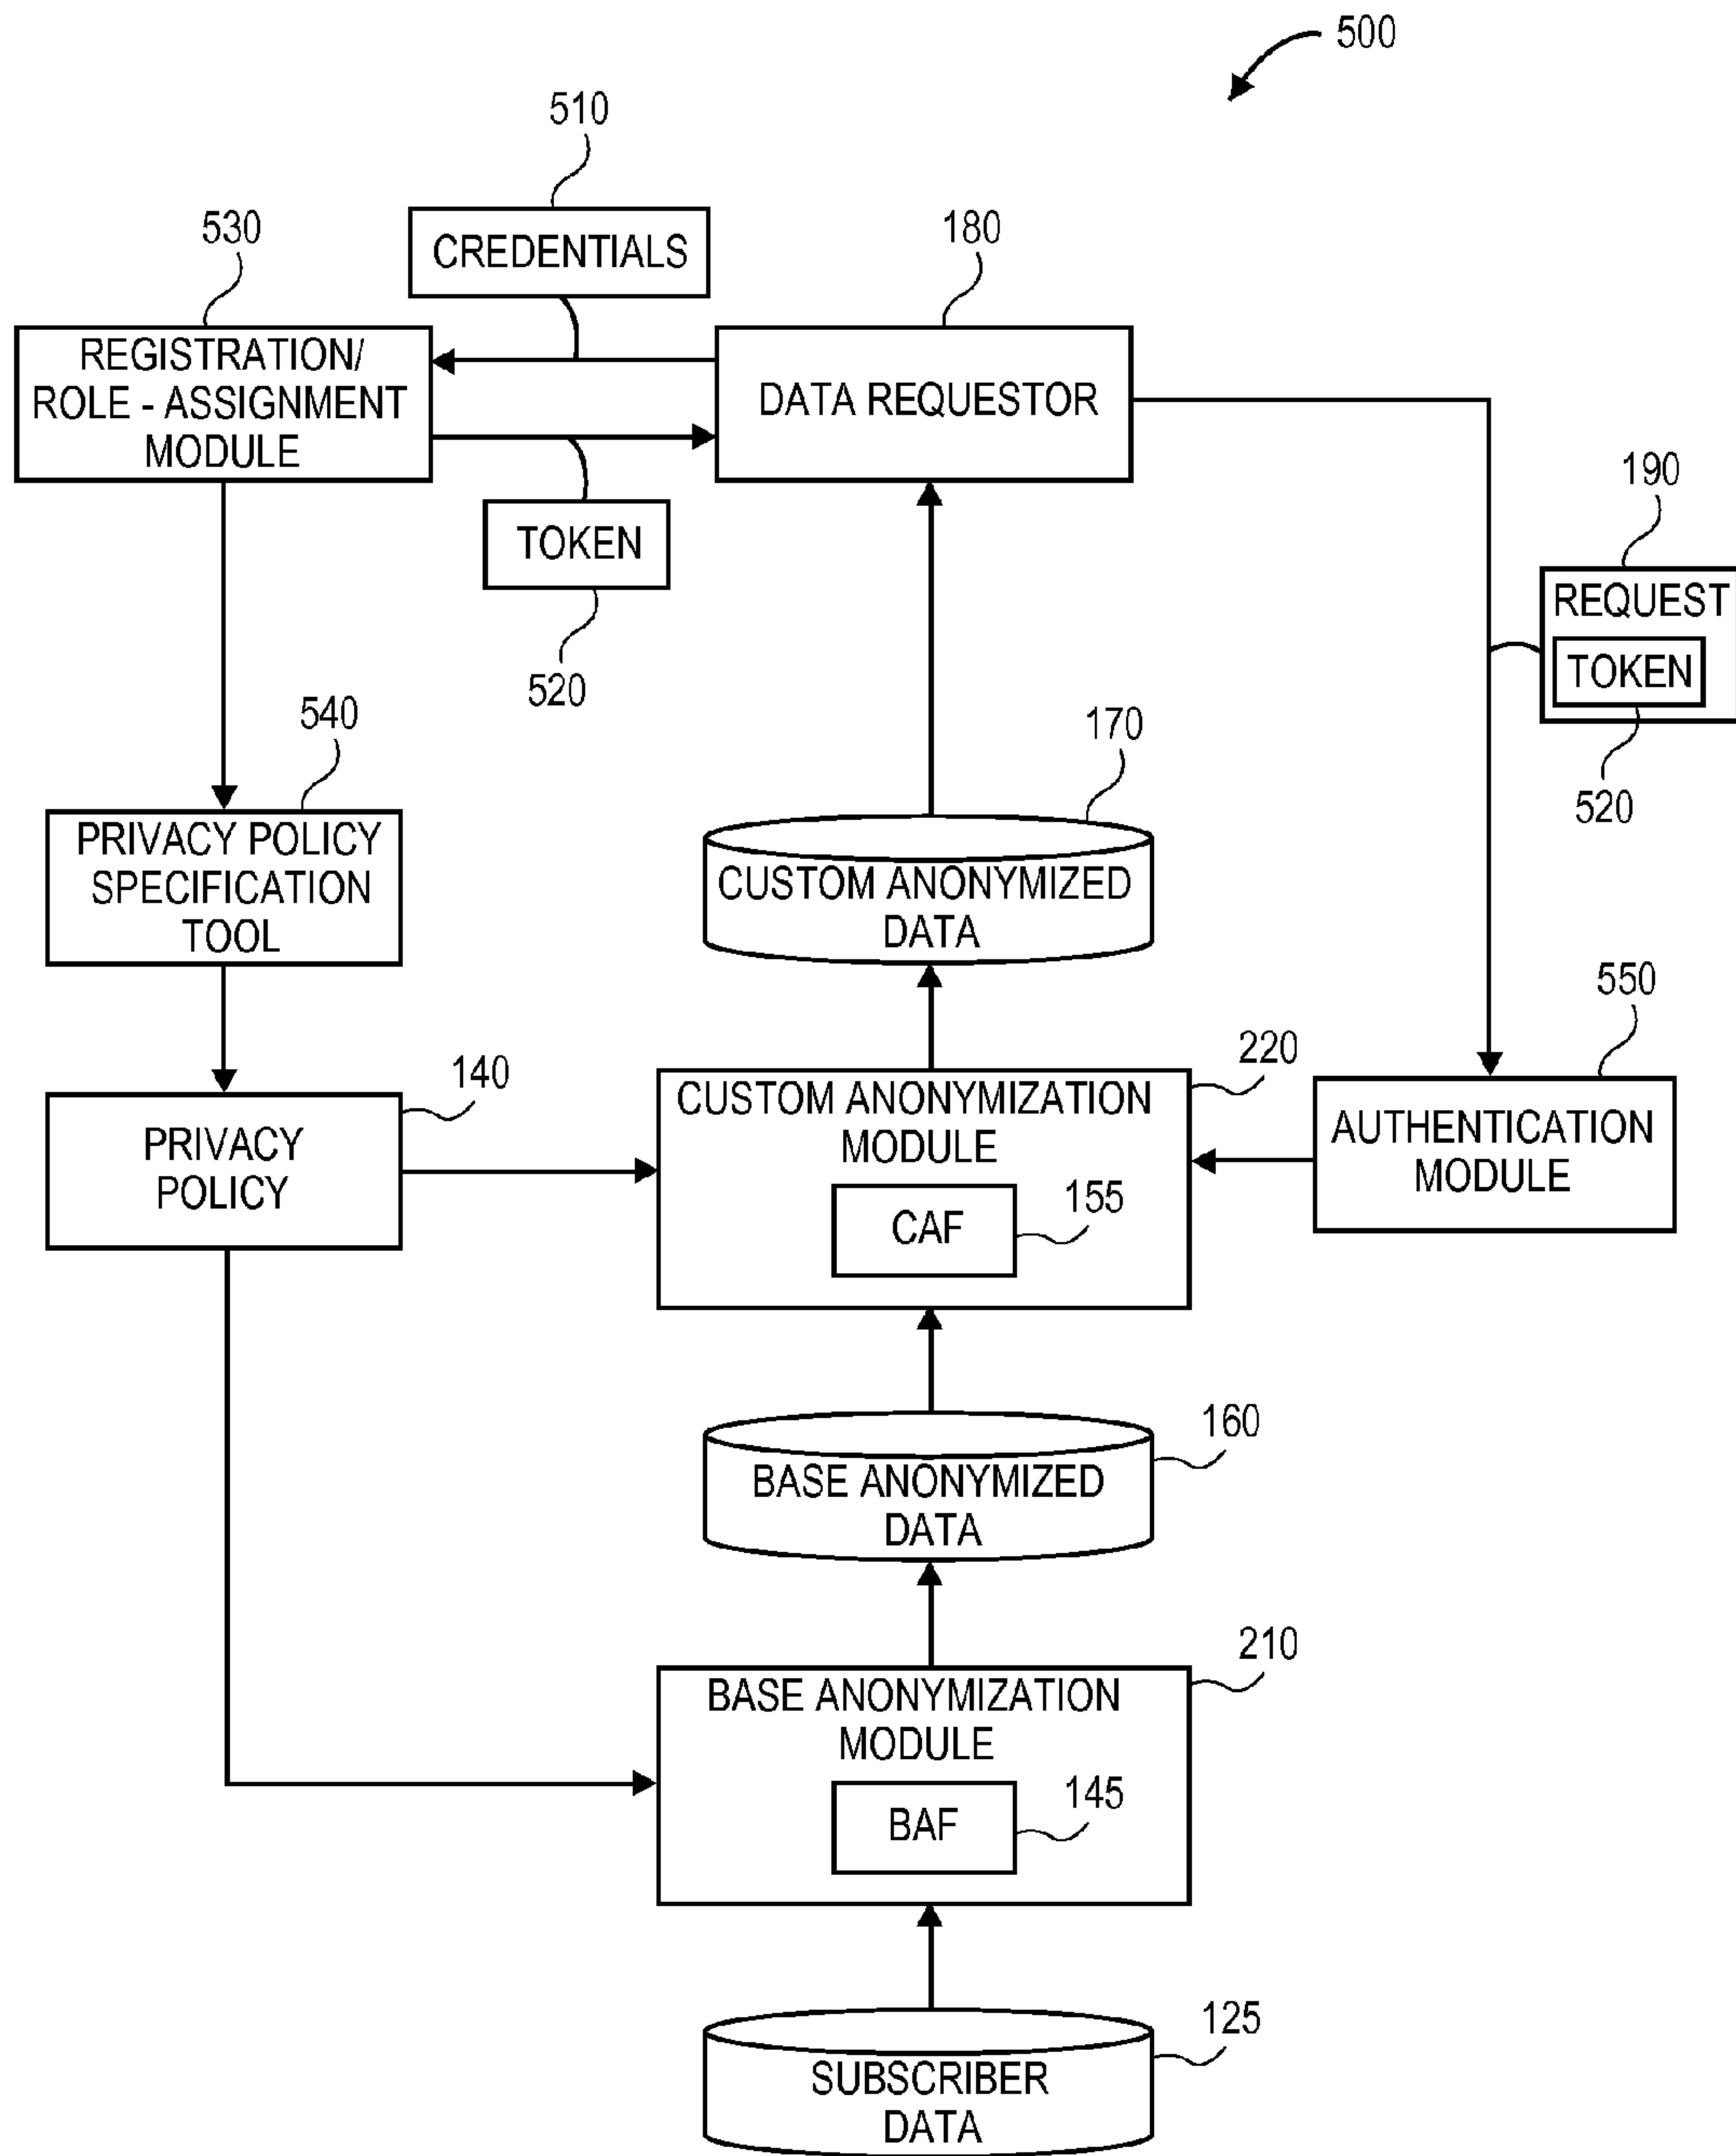 500
510
CREDENTIALS
530
180
REGISTRATION/
ROLE - ASSIGNMENT
MODULE
DATA REQUESTOR
TOKEN
520
190
REQUEST
TOKEN
520
540
PRIVACY POLICY
SPECIFICATION
TOOL
170
CUSTOM ANONYMIZED
DATA
550
AUTHENTICATION
MODULE
140
PRIVACY
POLICY
220
CUSTOM ANONYMIZATION
MODULE
CAF
155
160
BASE ANONYMIZED
DATA
210
BASE ANONYMIZATION
MODULE
BAF
145
125
SUBSCRIBER
DATA